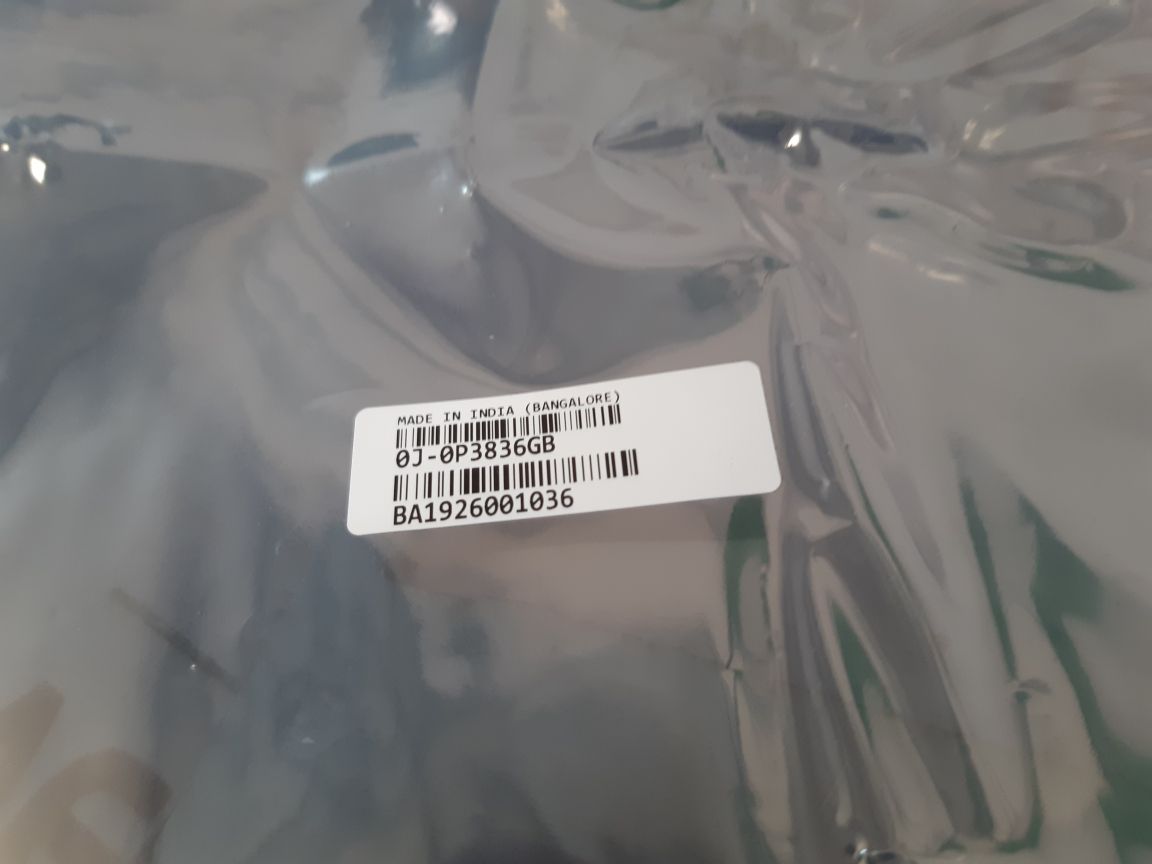 MADE IN INDIA (BANGALORE)
0J-0P3836GB
BA1926001036